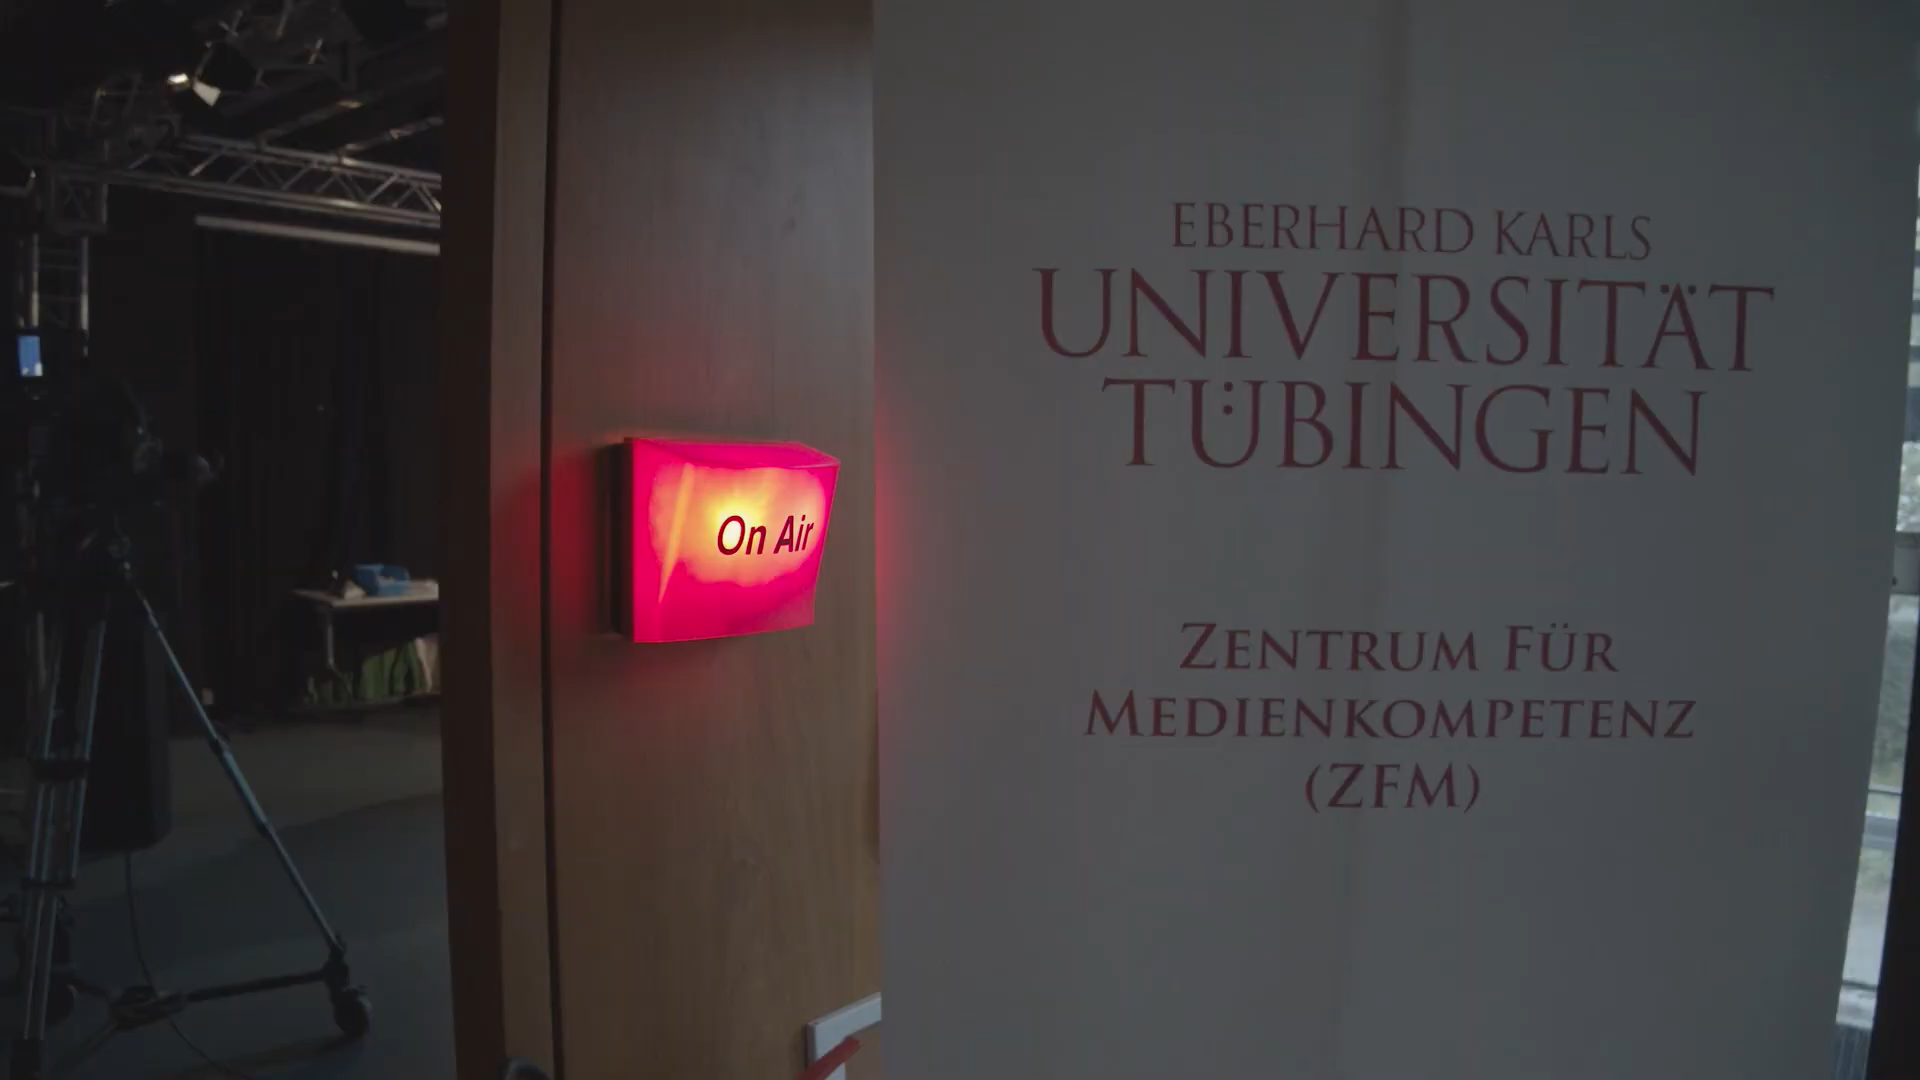 On Air
EBERHARD KARLS
UNIVERSITÄT
TÜBINGEN
ZENTRUM FÜR
MEDIENKOMPETENZ
(ZFM)